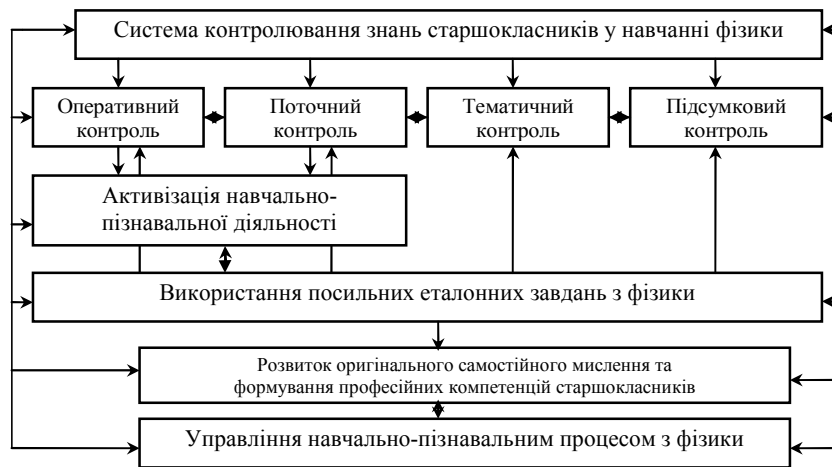 Система контролювання знань старшокласників у навчанні фізики
Оперативний
контроль
Поточний
контроль
Тематичний
контроль
Підсумковий
контроль
Активізація навчально-
пізнавальної діяльності
Використання посильних еталонних завдань з фізики
Розвиток оригінального самостійного мислення та
формування професійних компетенцій старшокласників
Управління навчально-пізнавальним процесом з фізики